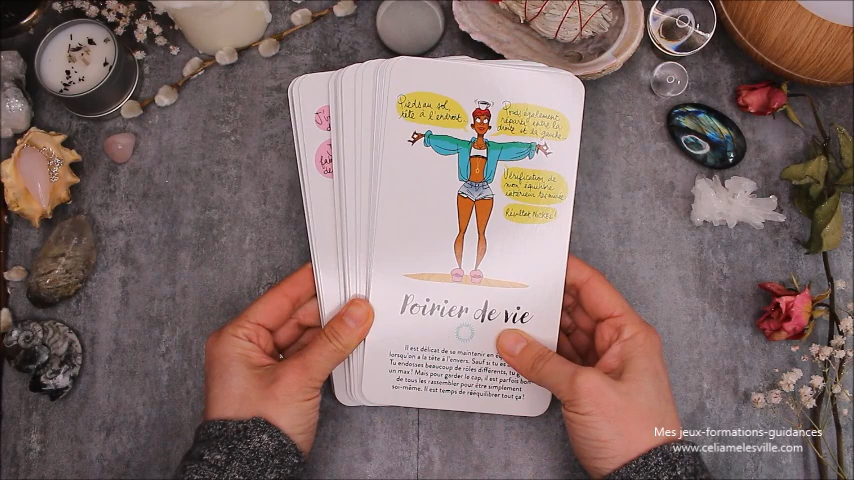 Pieds au sol,
tête à l'endroit.
Poids également
réparti entre la
droite et la gauche.
Vérification de
mon équilibre
intérieur terminée.
Résultat Nickel!
Poirier de vie
Il est délicat de se maintenir en
lorsqu'on a la tête à l'envers. Sauf si tu es
Tu endosses beaucoup de rôles différents, tu
un max! Mais pour garder le cap, il est parfois bon
de tous les rassembler pour être simplement
soi-même. Il est temps de rééquilibrer tout ça!
Mes jeux-formations-guidances
www.celiamelesville.com